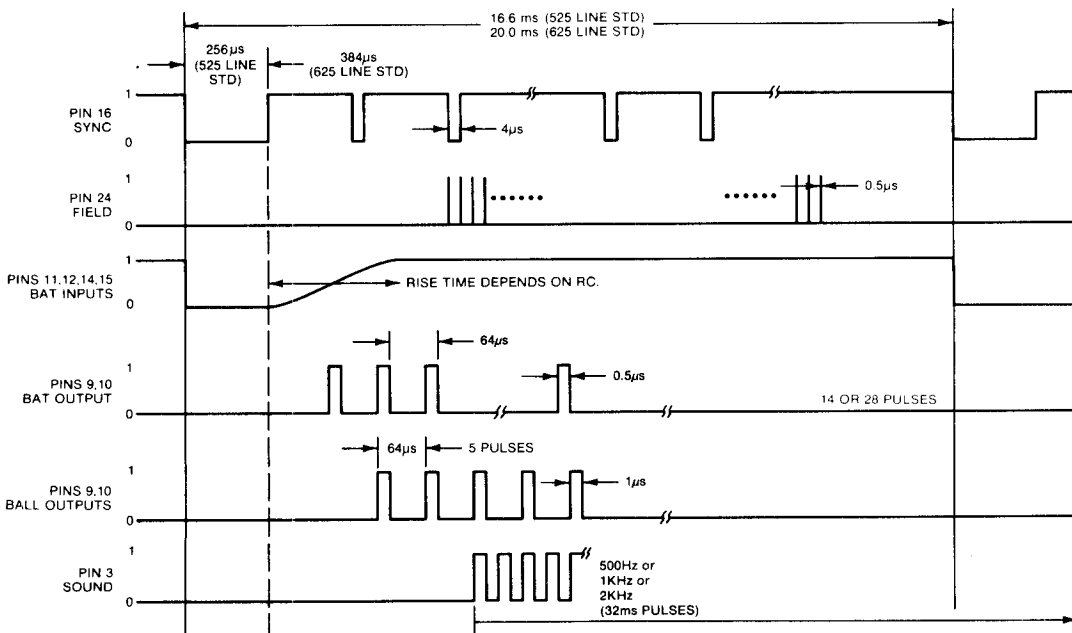 16.6 ms (525 LINE STD)
20.0 ms (625 LINE STD)
256µs
(525 LINE
STD)
384µs
(625 LINE STD)
PIN 16
SYNC
1
0
4µs
PIN 24
FIELD
1
0
0.5µs
PINS 11,12,14,15
BAT INPUTS
1
0
RISE TIME DEPENDS ON RC.
64µs
PINS 9,10
BAT OUTPUT
1
0
0.5µs
14 OR 28 PULSES
64µs
5 PULSES
PINS 9,10
BALL OUTPUTS
1
0
1µs
PIN 3
SOUND
1
0
500Hz or
1KHz or
2KHz
(32ms PULSES)